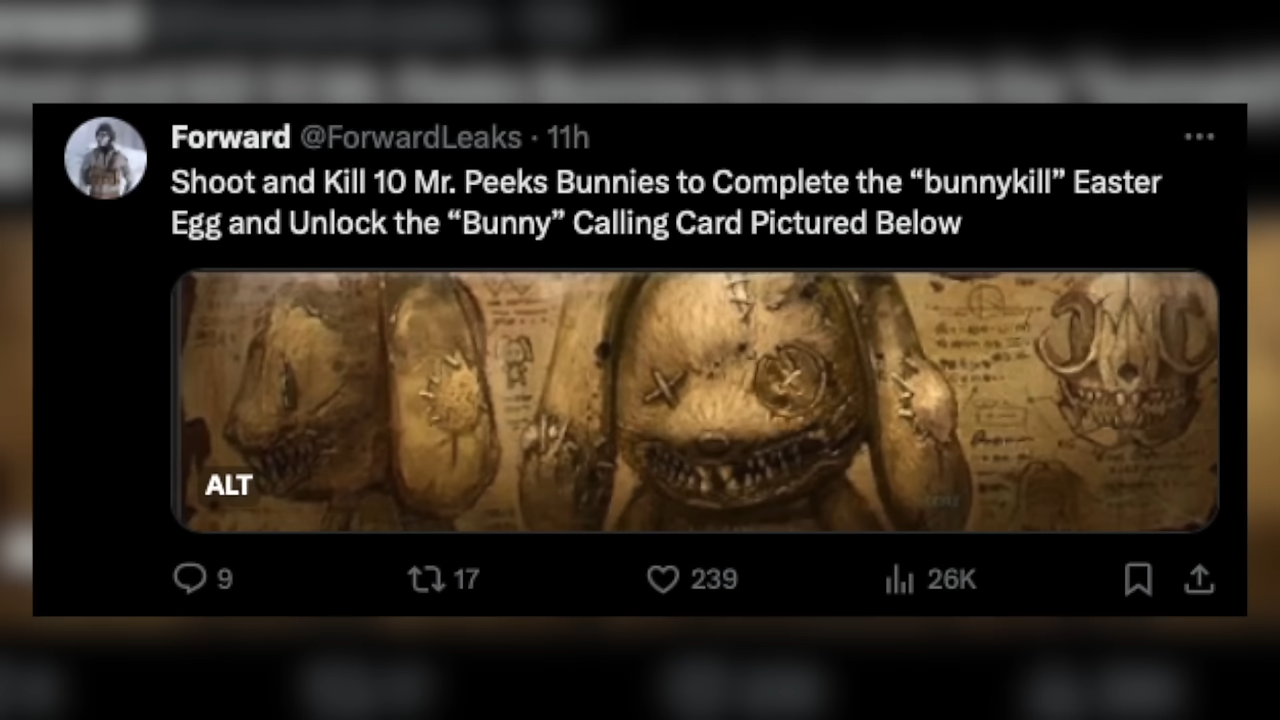 Forward @ForwardLeaks · 11h
Shoot and Kill 10 Mr. Peeks Bunnies to Complete the “bunnykill” Easter
Egg and Unlock the “Bunny” Calling Card Pictured Below
ALT
9 17 239 26K